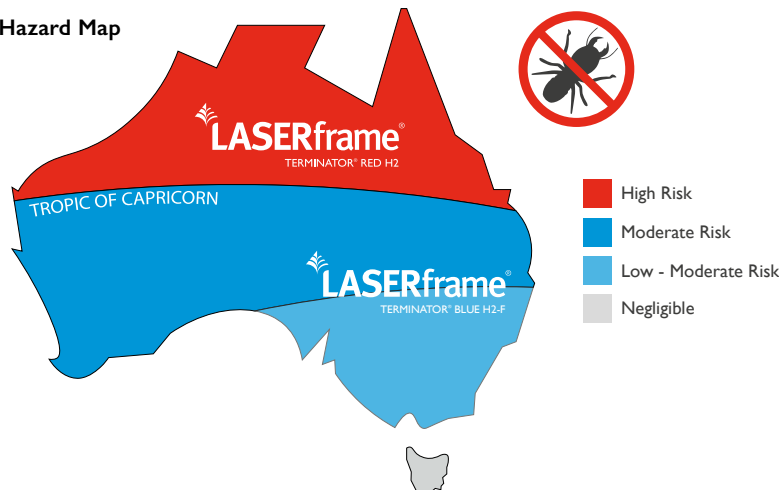 Hazard Map
LASERframe®
TERMINATOR® RED H2
TROPIC OF CAPRICORN
High Risk
Moderate Risk
LASERframe®
Low - Moderate Risk
TERMINATOR® BLUE H2-F
Negligible